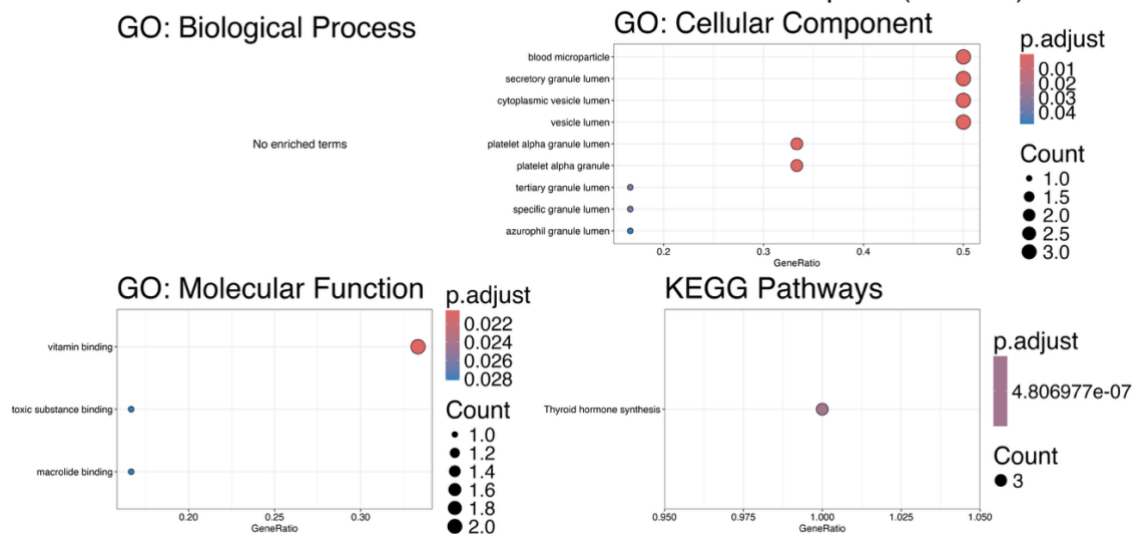 GO: Biological Process
No enriched terms
GO: Cellular Component
blood microparticle
secretory granule lumen
cytoplasmic vesicle lumen
vesicle lumen
platelet alpha granule lumen
platelet alpha granule
tertiary granule lumen
specific granule lumen
azurophil granule lumen
0.2 0.3 0.4 0.5
GeneRatio
p.adjust
0.01
0.02
0.03
0.04
Count
1.0
1.5
2.0
2.5
3.0
GO: Molecular Function
vitamin binding
toxic substance binding
macrolide binding
0.20 0.25 0.30
GeneRatio
p.adjust
0.022
0.024
0.026
0.028
Count
1.0
1.2
1.4
1.6
1.8
2.0
KEGG Pathways
Thyroid hormone synthesis
0.950 0.975 1.000 1.025 1.050
GeneRatio
p.adjust
4.806977e-07
Count
3